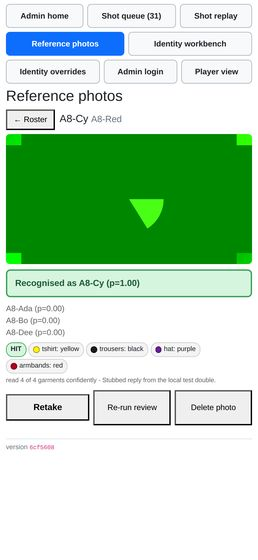 Admin home
Shot queue (31)
Shot replay
Reference photos
Identity workbench
Identity overrides
Admin login
Player view
Reference photos
← Roster A8-Cy A8-Red
Recognised as A8-Cy (p=1.00)
A8-Ada (p=0.00)
A8-Bo (p=0.00)
A8-Dee (p=0.00)
HIT tshirt: yellow trousers: black hat: purple
armbands: red
read 4 of 4 garments confidently - Stubbed reply from the local test double.
Retake
Re-run review
Delete photo
version 6cf5608